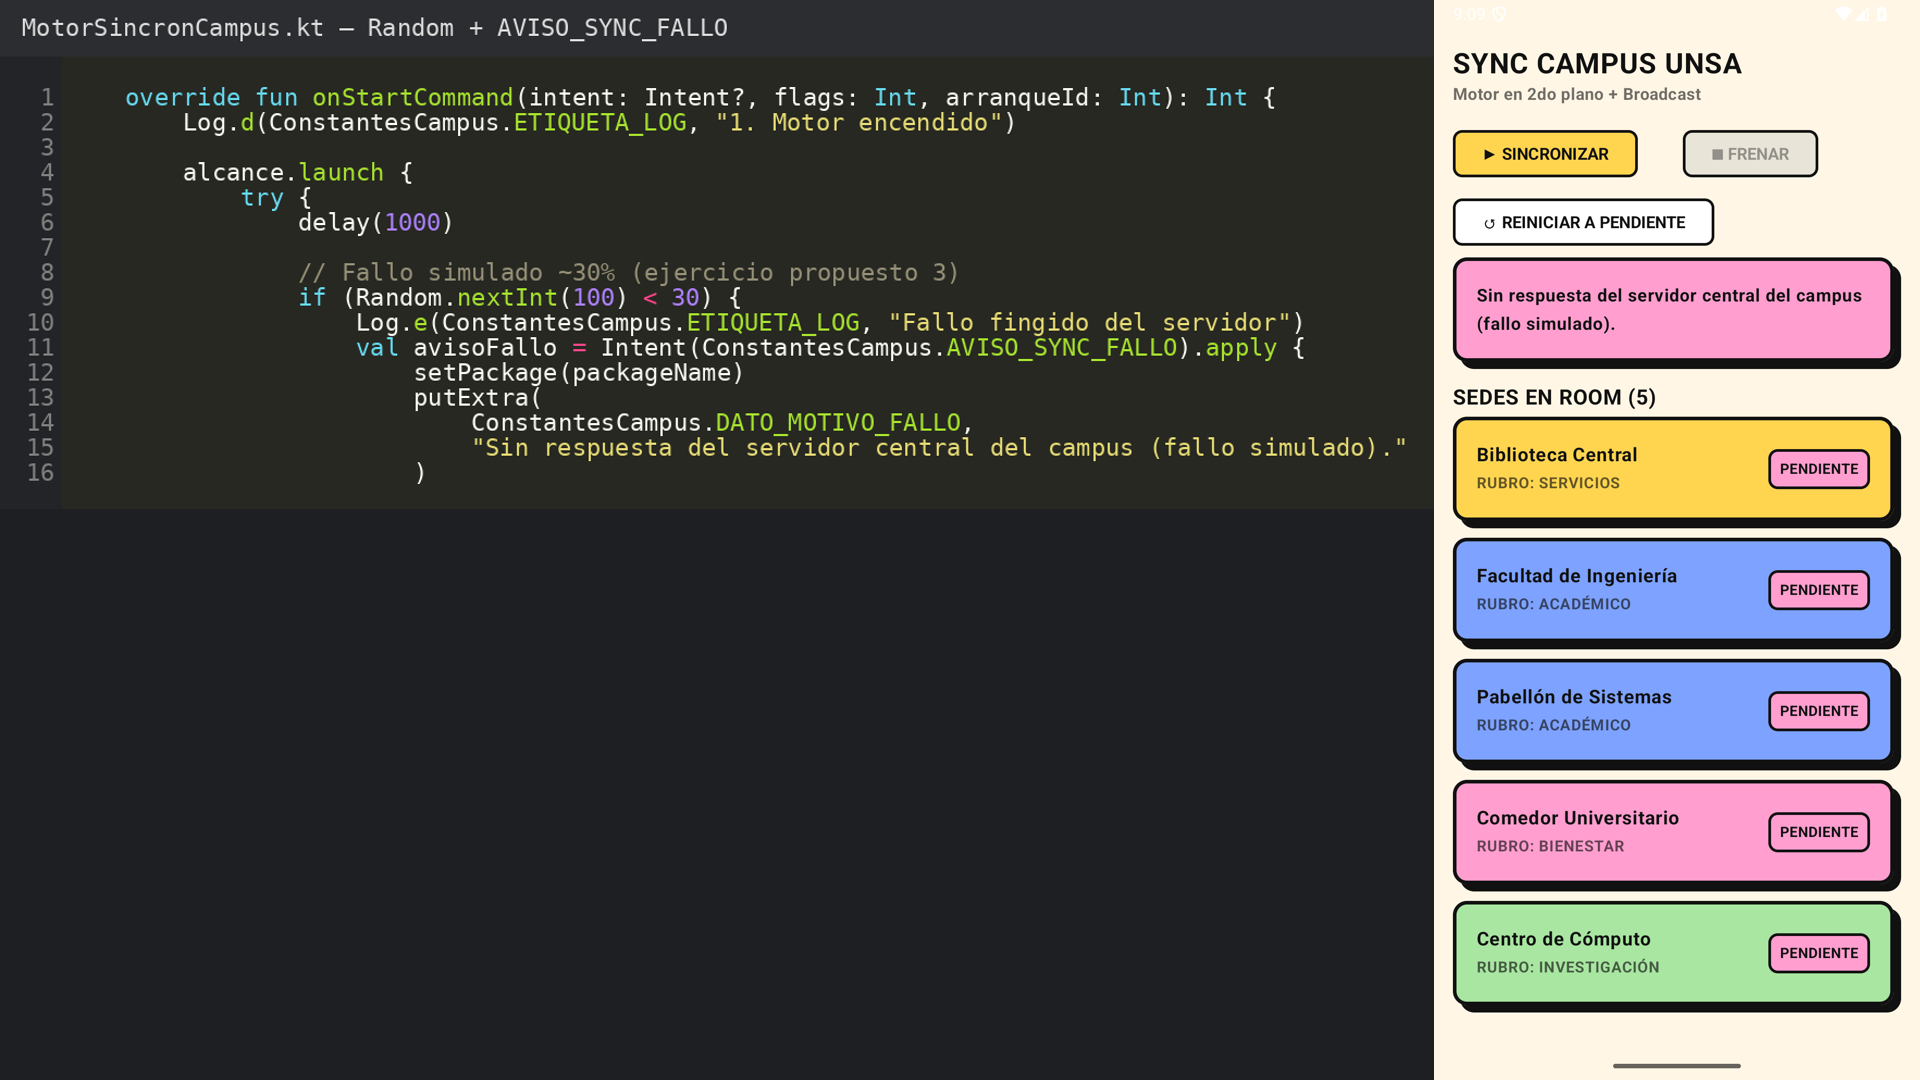 MotorSincronCampus.kt — Random + AVISO_SYNC_FALLO
1 override fun onStartCommand(intent: Intent?, flags: Int, arranqueId: Int): Int {
2 Log.d(ConstantesCampus.ETIQUETA_LOG, "1. Motor encendido")
3
4 alcance.launch {
5 try {
6 delay(1000)
7
8 // Fallo simulado ~30% (ejercicio propuesto 3)
9 if (Random.nextInt(100) < 30) {
10 Log.e(ConstantesCampus.ETIQUETA_LOG, "Fallo fingido del servidor")
11 val avisoFallo = Intent(ConstantesCampus.AVISO_SYNC_FALLO).apply {
12 setPackage(packageName)
13 putExtra(
14 ConstantesCampus.DATO_MOTIVO_FALLO,
15 "Sin respuesta del servidor central del campus (fallo simulado)."
16 )
9:09
SYNC CAMPUS UNSA
Motor en 2do plano + Broadcast
▶ SINCRONIZAR
■ FRENAR
↺ REINICIAR A PENDIENTE
Sin respuesta del servidor central del campus
(fallo simulado).
SEDES EN ROOM (5)
Biblioteca Central
RUBRO: SERVICIOS
PENDIENTE
Facultad de Ingeniería
RUBRO: ACADÉMICO
PENDIENTE
Pabellón de Sistemas
RUBRO: ACADÉMICO
PENDIENTE
Comedor Universitario
RUBRO: BIENESTAR
PENDIENTE
Centro de Cómputo
RUBRO: INVESTIGACIÓN
PENDIENTE